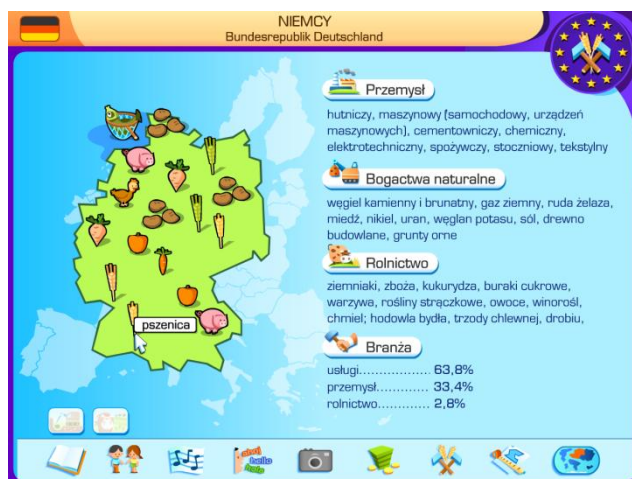 NIEMCY
Bundesrepublik Deutschland
Przemysł
hutniczy, maszynowy (samochodowy, urządzeń
maszynowych), cementowniczy, chemiczny,
elektrotechniczny, spożywczy, stoczniowy, tekstylny
Bogactwa naturalne
węgiel kamienny i brunatny, gaz ziemny, ruda żelaza,
miedź, nikiel, uran, węglan potasu, sól, drewno
budowlane, grunty orne
Rolnictwo
ziemniaki, zboża, kukurydza, buraki cukrowe,
warzywa, rośliny strączkowe, owoce, winorośl,
chmiel; hodowla bydła, trzody chlewnej, drobiu,
pszenica
Branża
usługi.................. 63,8%
przemysł............. 33,4%
rolnictwo............. 2,8%
ahoj
hello